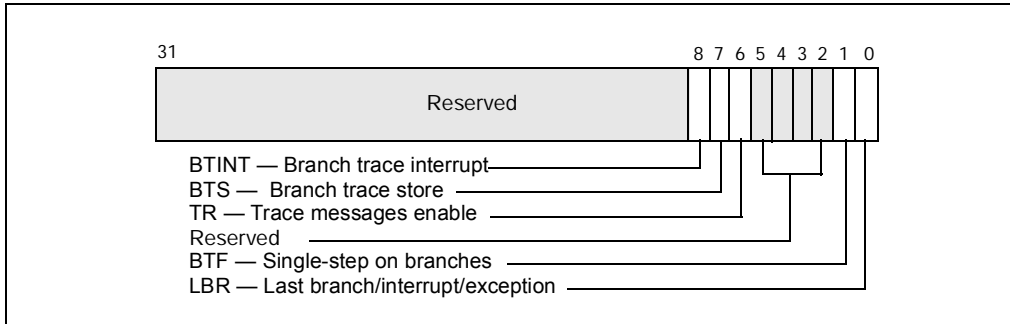 31 8 7 6 5 4 3 2 1 0
Reserved
BTINT — Branch trace interrupt
BTS — Branch trace store
TR — Trace messages enable
Reserved
BTF — Single-step on branches
LBR — Last branch/interrupt/exception